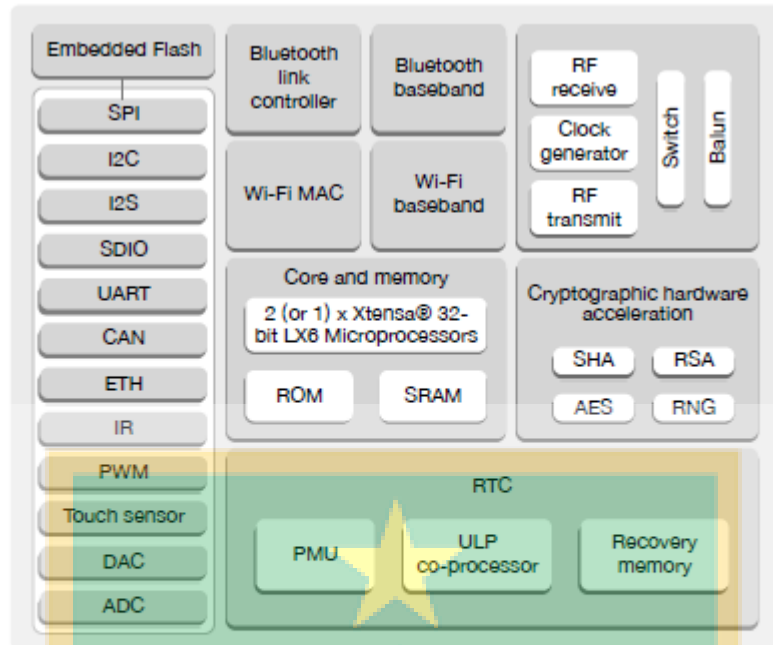 Embedded Flash
SPI
I2C
I2S
SDIO
UART
CAN
ETH
IR
PWM
Touch sensor
DAC
ADC
Bluetooth
link
controller
Bluetooth
baseband
Wi-Fi MAC
Wi-Fi
baseband
RF
receive
Clock
generator
RF
transmit
Switch
Balun
Core and memory
2 (or 1) x Xtensa® 32-
bit LX6 Microprocessors
ROM
SRAM
Cryptographic hardware
acceleration
SHA
RSA
AES
RNG
RTC
PMU
ULP
co-processor
Recovery
memory